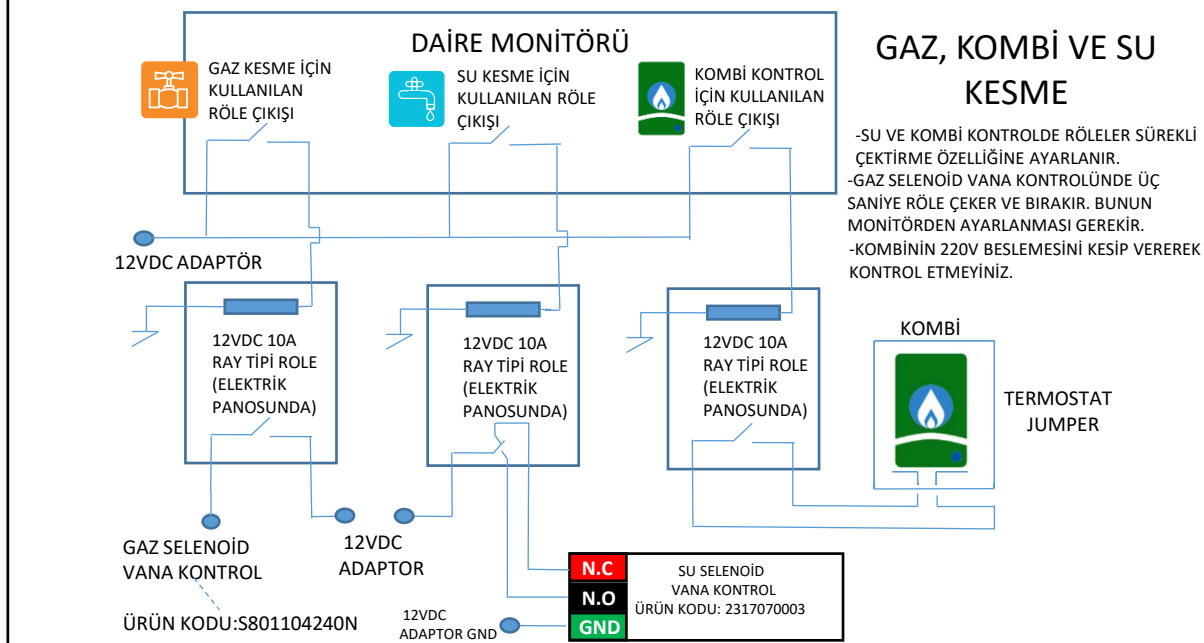 DAİRE MONİTÖRÜ
GAZ KESME İÇİN
KULLANILAN
RÖLE ÇIKIŞI
SU KESME İÇİN
KULLANILAN RÖLE
ÇIKIŞI
KOMBİ KONTROL
İÇİN KULLANILAN
RÖLE ÇIKIŞI
GAZ, KOMBİ VE SU
KESME
-SU VE KOMBİ KONTROLDE RÖLELER SÜREKLİ
ÇEKTİRME ÖZELLİĞİNE AYARLANIR.
-GAZ SELENOİD VANA KONTROLÜNDE ÜÇ
SANİYE RÖLE ÇEKER VE BIRAKIR. BUNUN
MONİTÖRDEN AYARLANMASI GEREKİR.
-KOMBİNİN 220V BESLEMESİNİ KESİP VEREREK
KONTROL ETMEYİNİZ.
12VDC ADAPTÖR
12VDC 10A
RAY TİPİ ROLE
(ELEKTRİK
PANOSUNDA)
12VDC 10A
RAY TİPİ ROLE
(ELEKTRİK
PANOSUNDA)
12VDC 10A
RAY TİPİ ROLE
(ELEKTRİK
PANOSUNDA)
KOMBİ
TERMOSTAT
JUMPER
GAZ SELENOİD
VANA KONTROL
12VDC
ADAPTOR
ÜRÜN KODU:S801104240N
12VDC
ADAPTOR GND
N.C
N.O
GND
SU SELENOİD
VANA KONTROL
ÜRÜN KODU: 2317070003